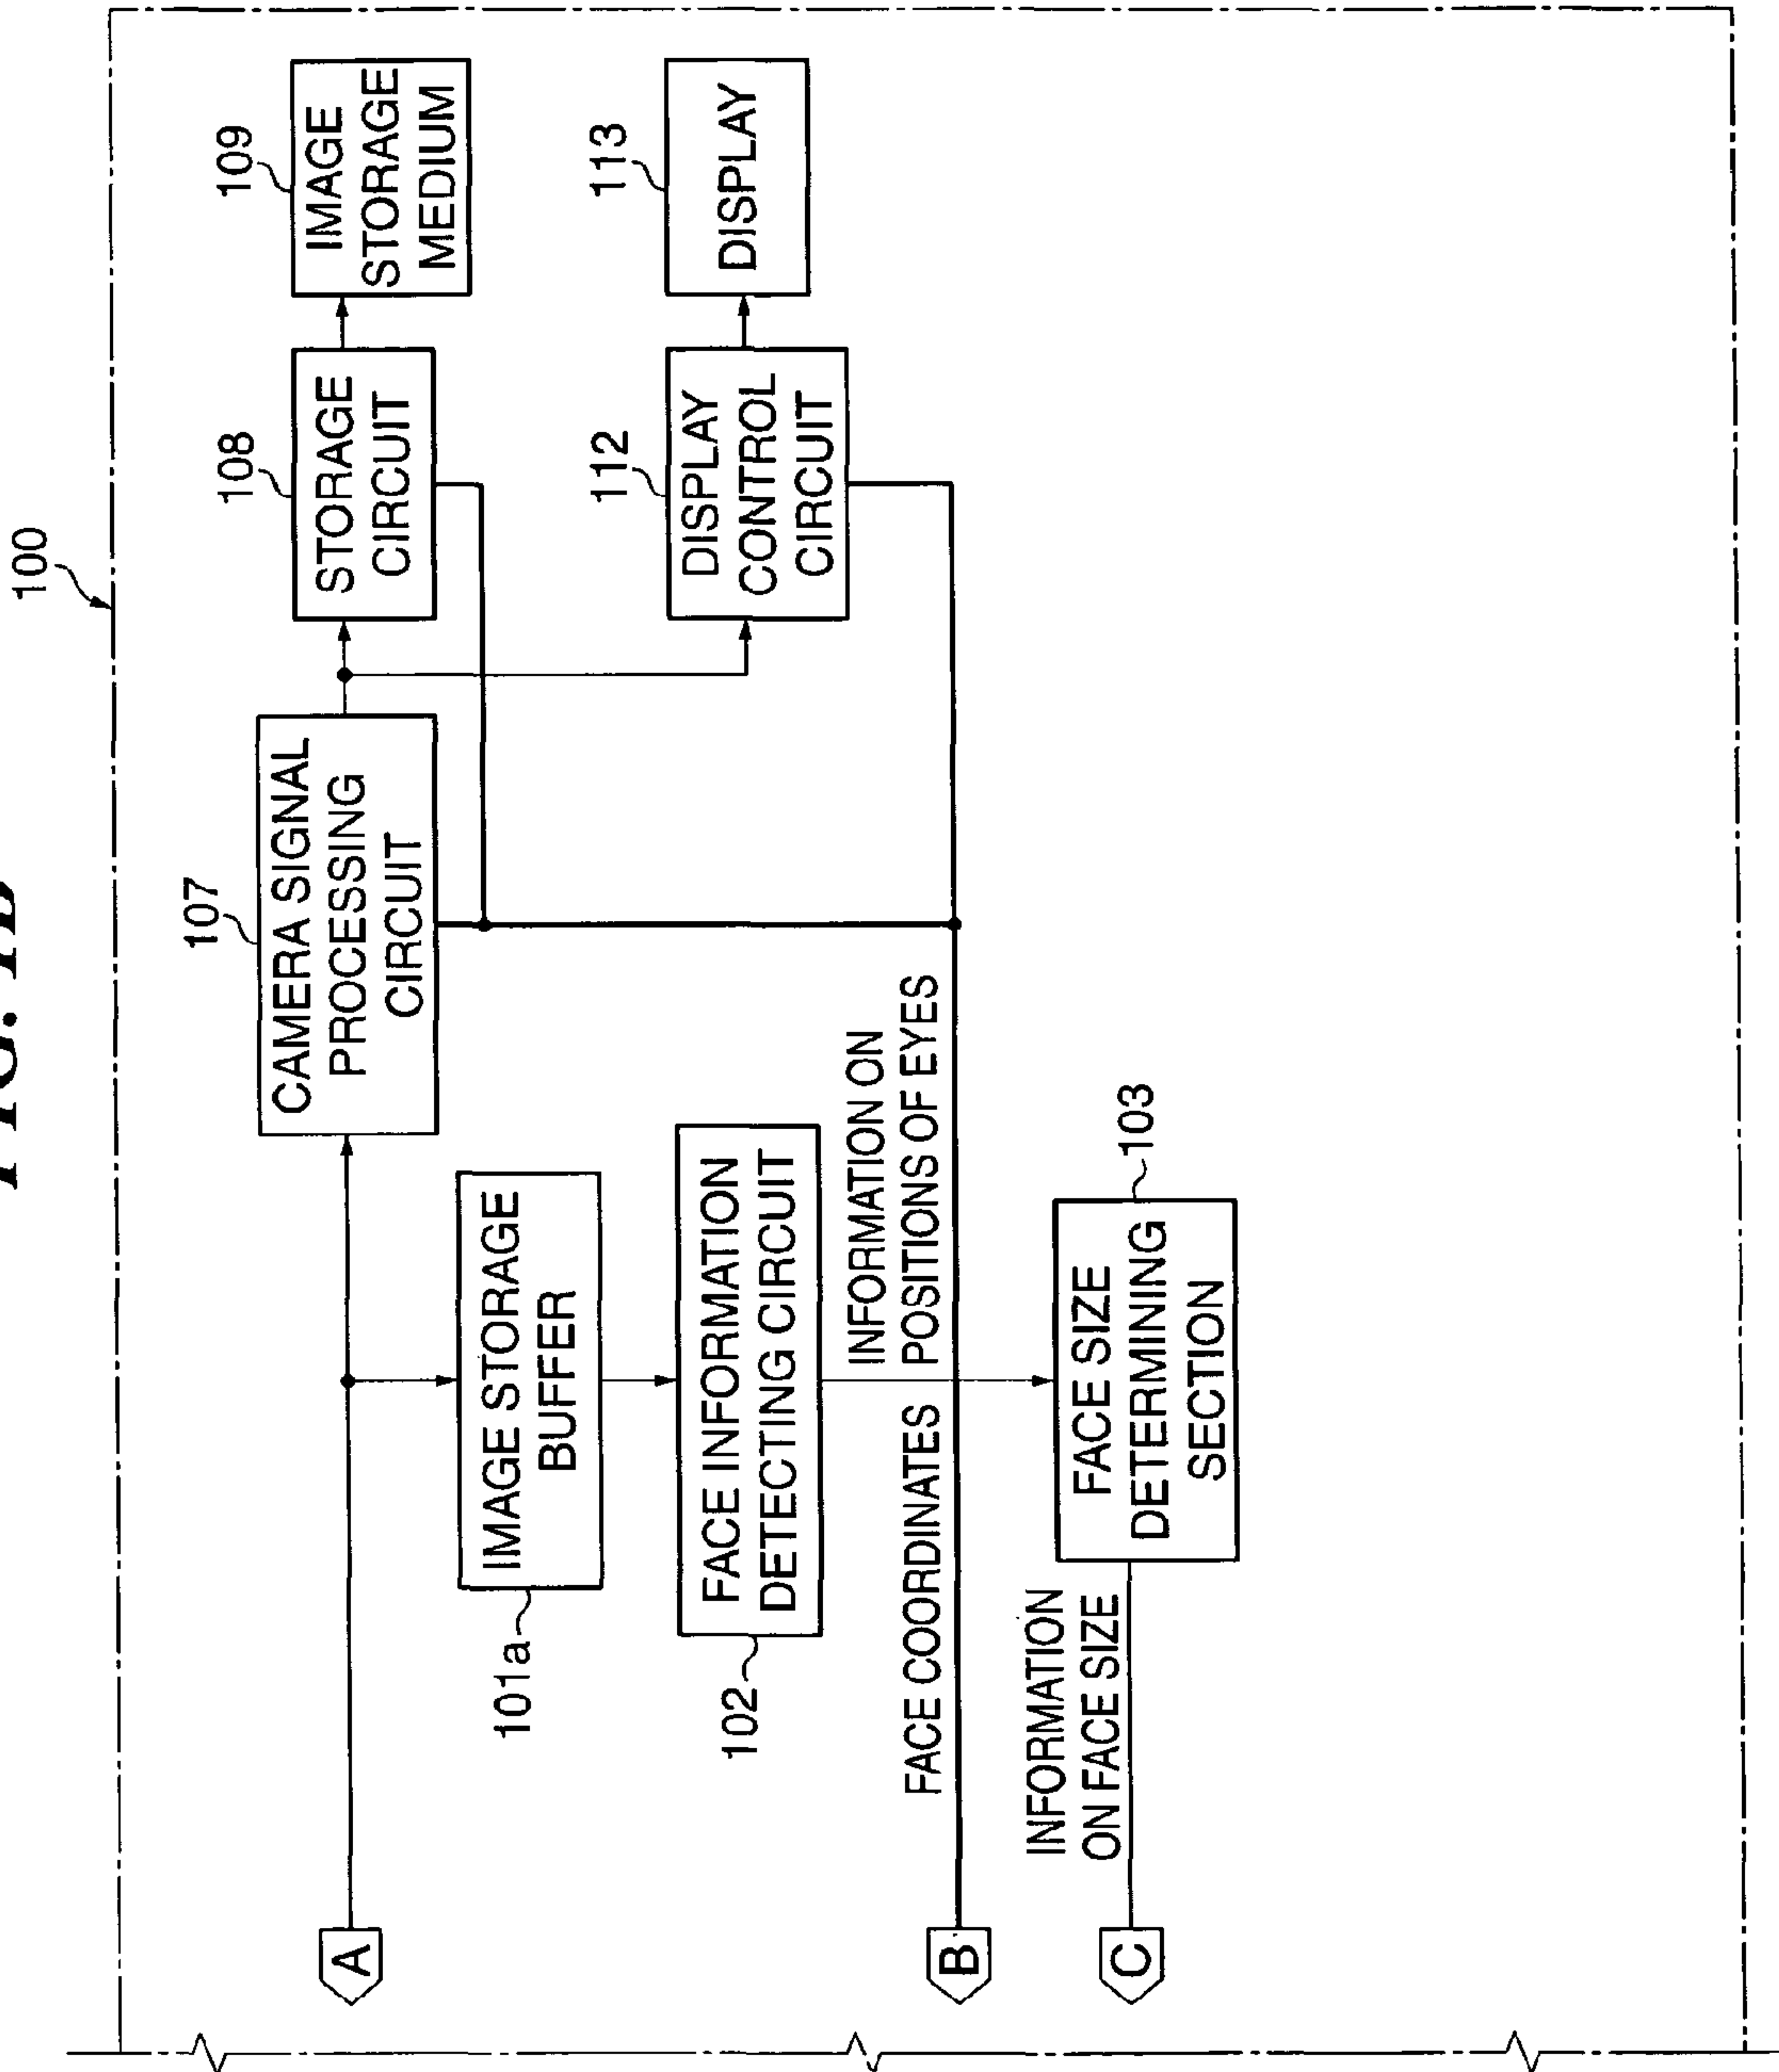 FIG. 1B
100
107
108
109
CAMERA SIGNAL
PROCESSING
CIRCUIT
STORAGE
CIRCUIT
IMAGE
STORAGE
MEDIUM
A
101a
IMAGE STORAGE
BUFFER
112
113
102
FACE INFORMATION
DETECTING CIRCUIT
DISPLAY
CONTROL
CIRCUIT
DISPLAY
FACE COORDINATES
INFORMATION ON
POSITIONS OF EYES
B
INFORMATION
ON FACE SIZE
C
FACE SIZE
DETERMINING
SECTION
103